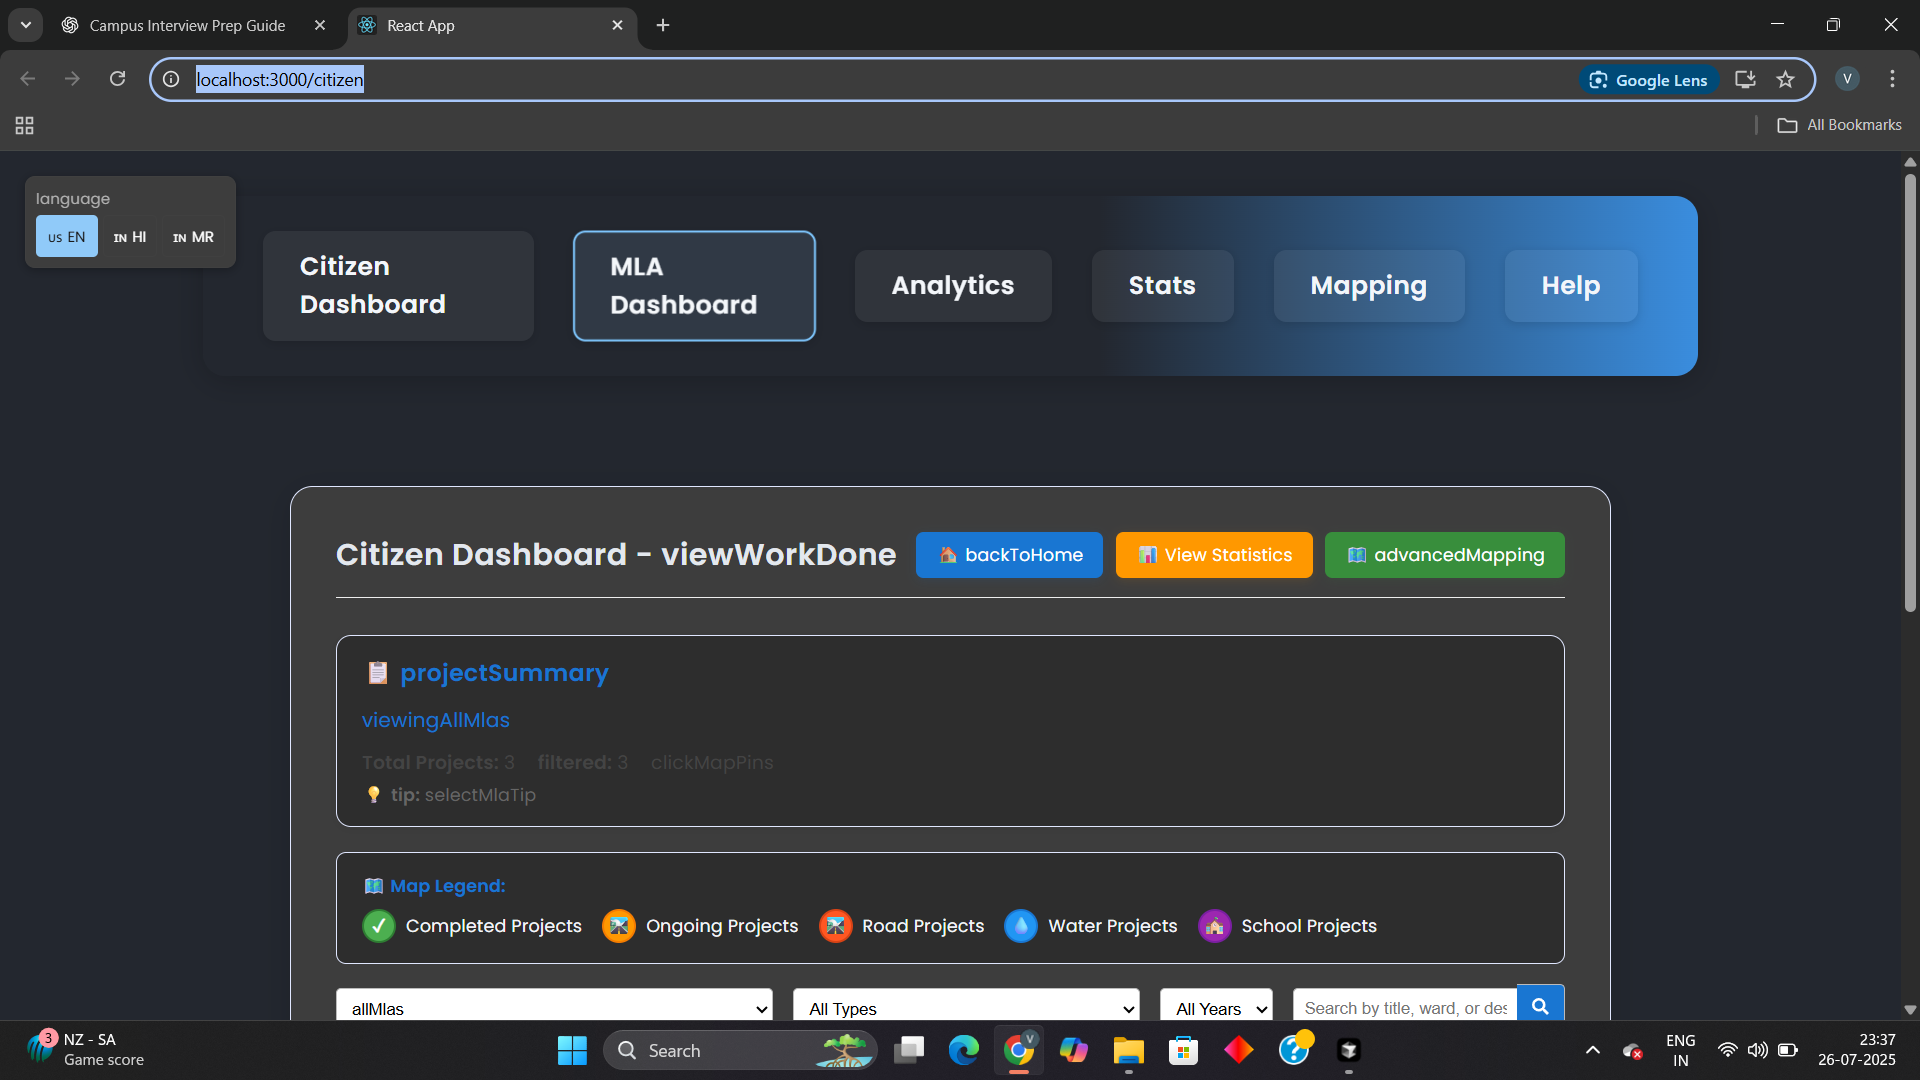 Campus Interview Prep Guide
React App
localhost:3000/citizen
Google Lens
V
All Bookmarks
language
US EN
IN HI
IN MR
Citizen
Dashboard
MLA
Dashboard
Analytics
Stats
Mapping
Help
Citizen Dashboard - viewWorkDone
backToHome
View Statistics
advancedMapping
projectSummary
viewingAllMlas
Total Projects: 3 filtered: 3 clickMapPins
tip: selectMlaTip
Map Legend:
Completed Projects
Ongoing Projects
Road Projects
Water Projects
School Projects
allMlas
All Types
All Years
Search by title, ward, or des
3
NZ - SA
Game score
Search
V
ENG
IN
23:37
26-07-2025